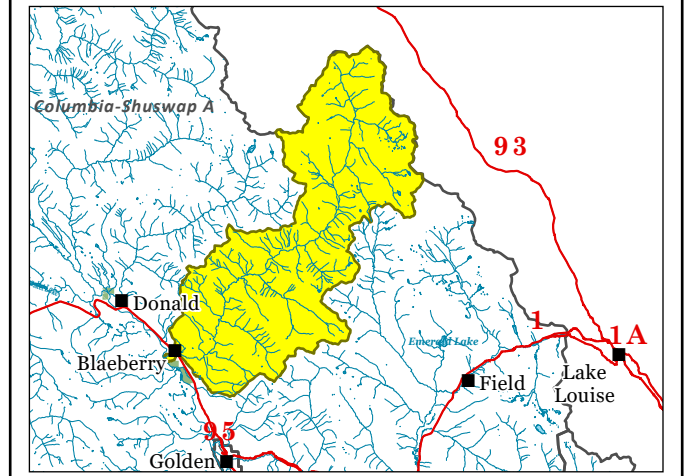 Columbia-Shuswap A
93
Donald
Emerald Lake
1
1A
Blaeberry
Field
Lake
Louise
95
Golden